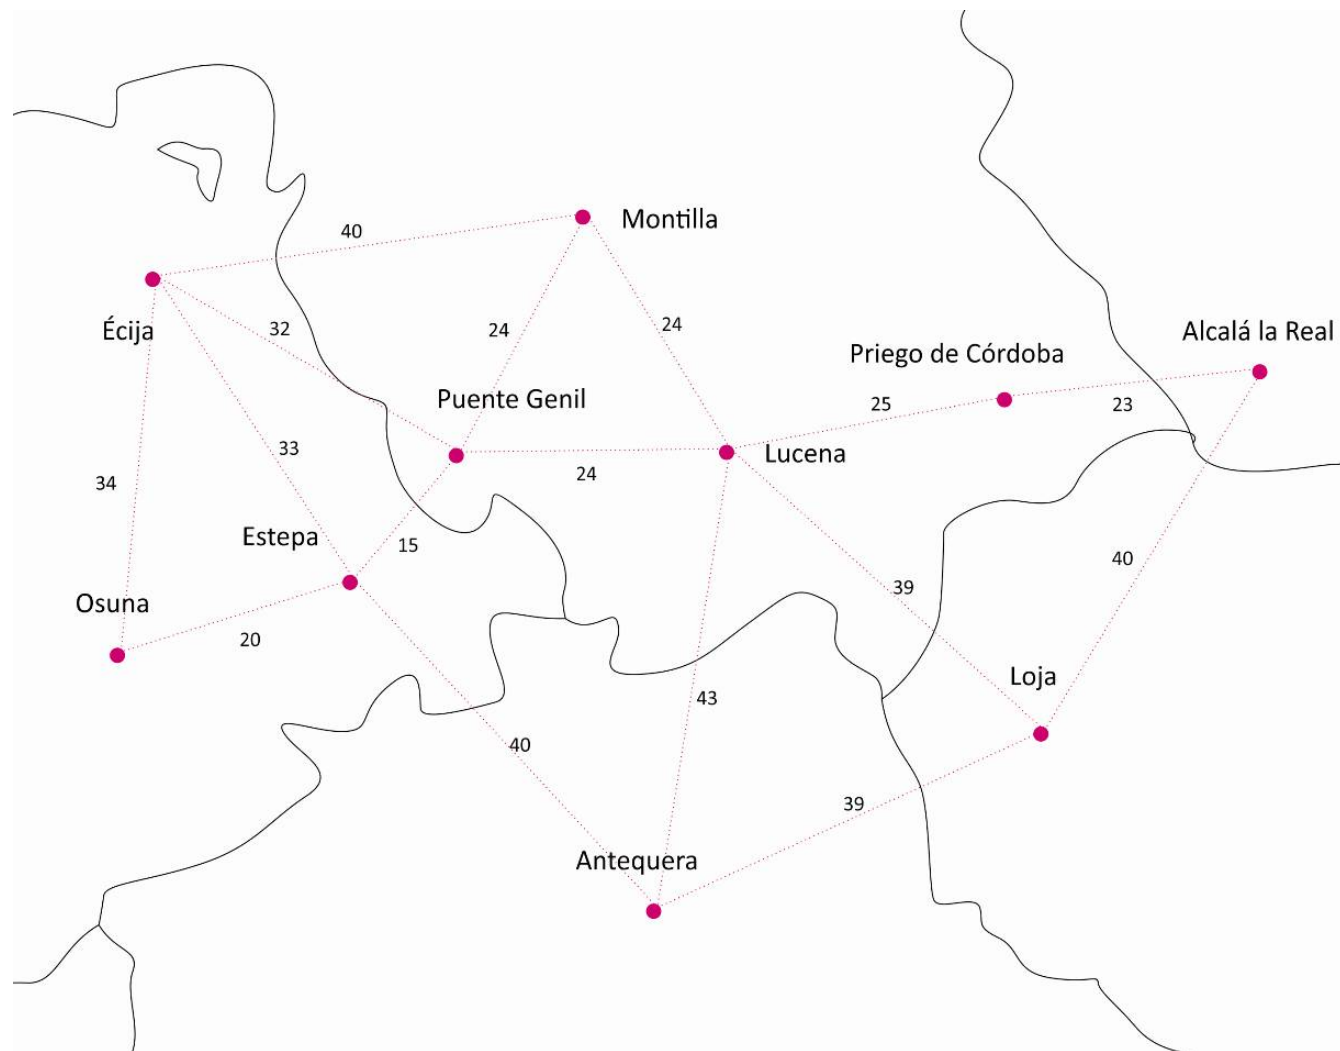 Montilla
40
Écija
32
24
24
Alcalá la Real
Priego de Córdoba
Puente Genil
25
23
33
Lucena
24
34
Estepa
15
40
39
Osuna
20
Loja
43
40
39
Antequera